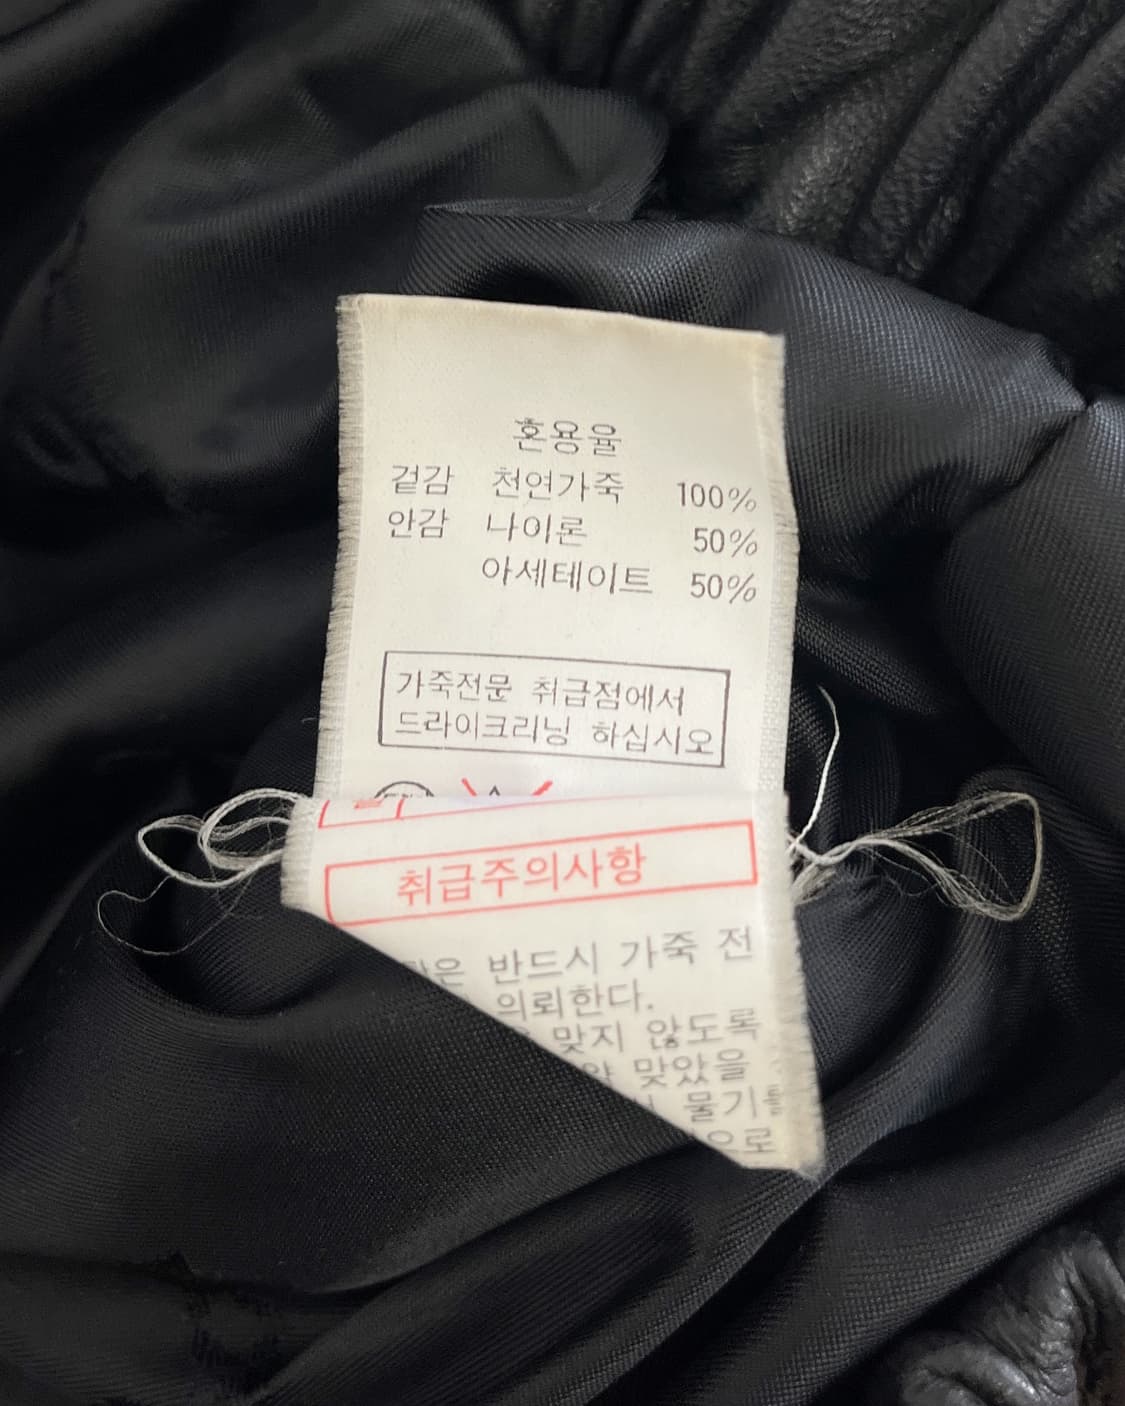 혼용율
겉감 천연가죽 100%
안감 나이론 50%
아세테이트 50%
가죽전문 취급점에서
드라이크리닝 하십시오
취급주의사항
반드시 가죽 전
의뢰한다.
맞지 않도록
맞았을
물기를